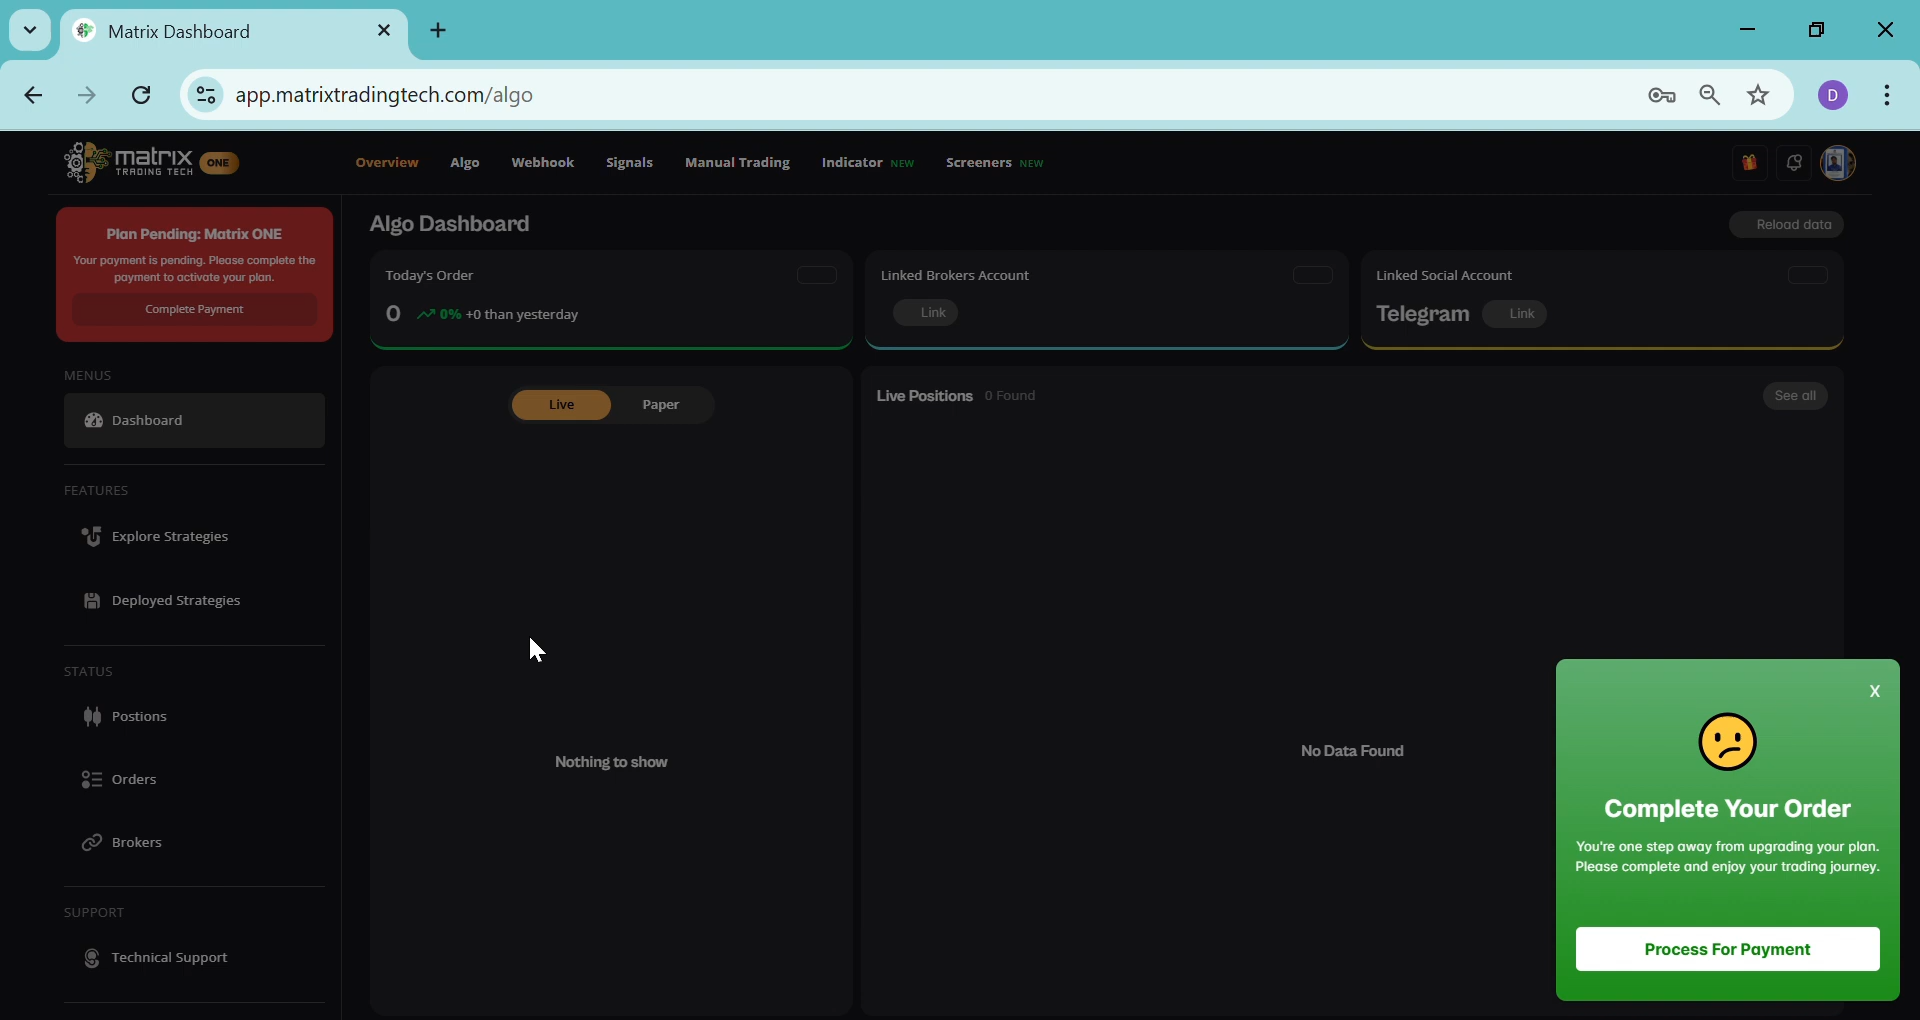 Matrix Dashboard
app.matrixtradingtech.com/algo
D
matrix ONE
TRADING TECH
Overview Algo Webhook Signals Manual Trading Indicator NEW Screeners NEW
Plan Pending: Matrix ONE
Your payment is pending. Please complete the
payment to activate your plan.
Complete Payment
MENUS
Dashboard
FEATURES
Explore Strategies
Deployed Strategies
STATUS
Postions
Orders
Brokers
SUPPORT
Technical Support
Algo Dashboard
Reload data
Today's Order
0 0% +0 than yesterday
Linked Brokers Account
Link
Linked Social Account
Telegram Link
Live Paper
Nothing to show
Live Positions 0 Found
See all
No Data Found
X
Complete Your Order
You're one step away from upgrading your plan.
Please complete and enjoy your trading journey.
Process For Payment